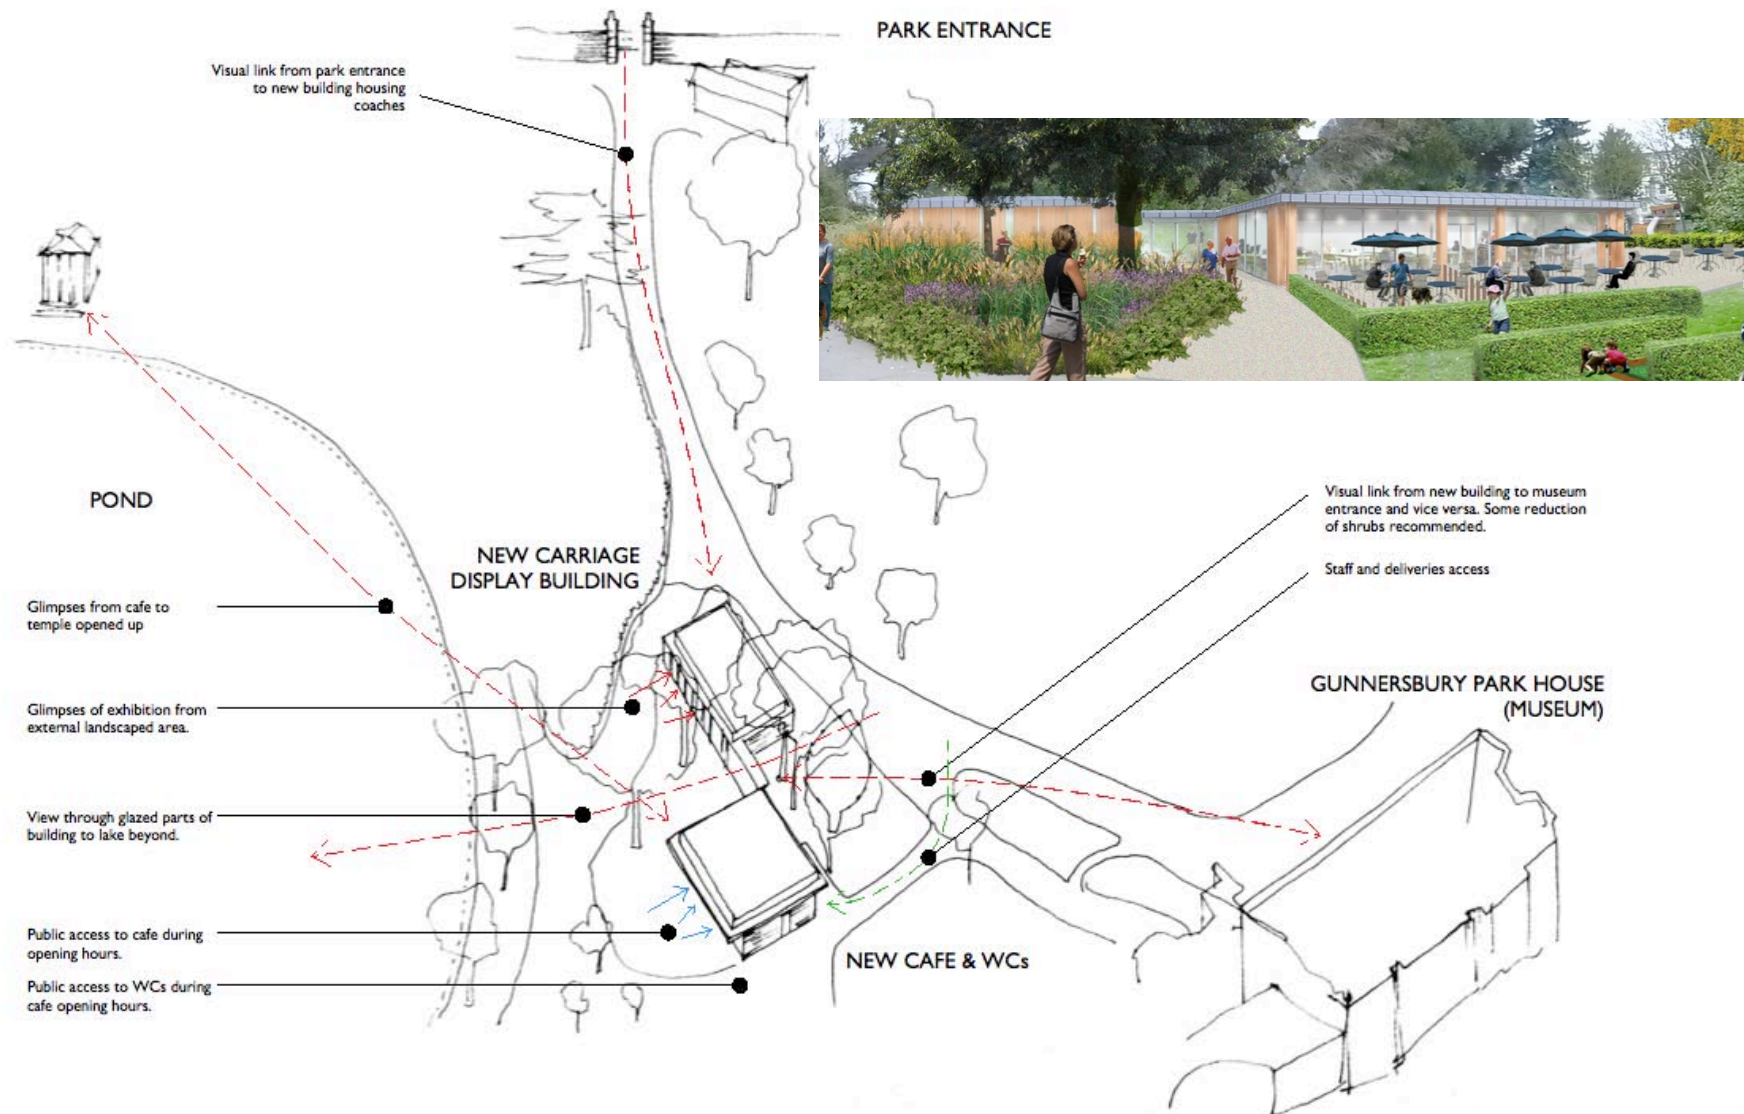 PARK ENTRANCE
Visual link from park entrance
to new building housing
coaches
POND
NEW CARRIAGE
DISPLAY BUILDING
Visual link from new building to museum
entrance and vice versa. Some reduction
of shrubs recommended.
Staff and deliveries access
Glimpses from cafe to
temple opened up
GUNNERSBURY PARK HOUSE
(MUSEUM)
Glimpses of exhibition from
external landscaped area.
View through glazed parts of
building to lake beyond.
Public access to cafe during
opening hours.
NEW CAFE & WCs
Public access to WCs during
cafe opening hours.